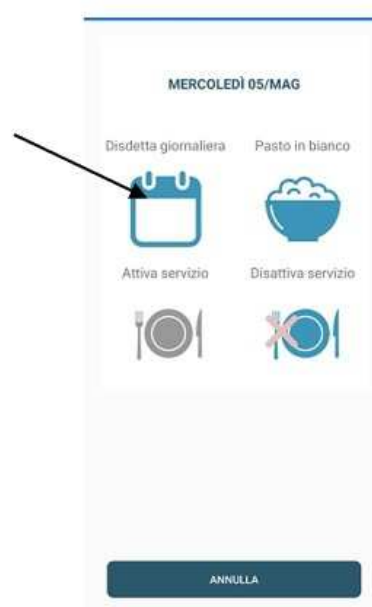 MERCOLEDÌ 05/MAG
Disdetta giornaliera Pasto in bianco
Attiva servizio Disattiva servizio
ANNULLA